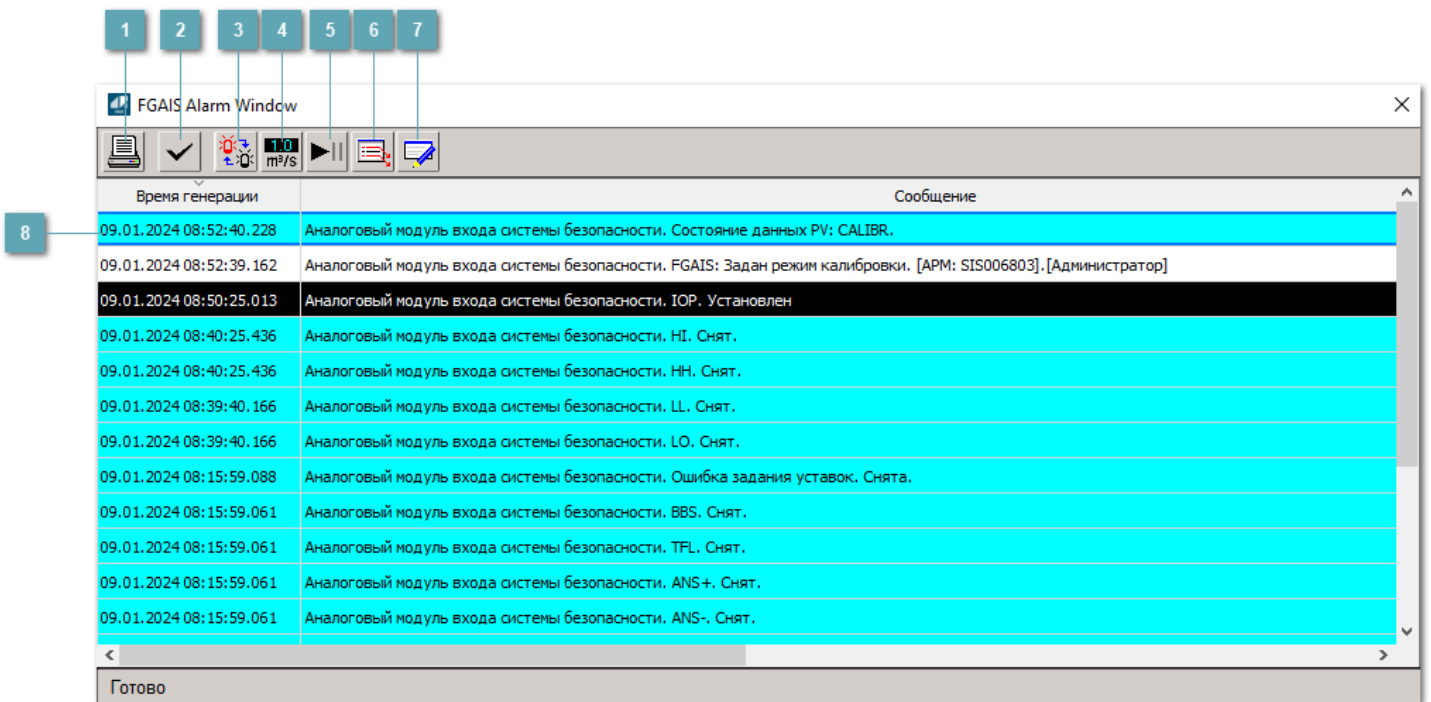 1 2 3 4 5 6 7
FGAIS Alarm Window
1.0
m³/s
Время генерации Сообщение
8
09.01.2024 08:52:40.228 Аналоговый модуль входа системы безопасности. Состояние данных PV: CALIBR.
09.01.2024 08:52:39.162 Аналоговый модуль входа системы безопасности. FGAIS: Задан режим калибровки. [АРМ: SIS006803].[Администратор]
09.01.2024 08:50:25.013 Аналоговый модуль входа системы безопасности. IOP. Установлен
09.01.2024 08:40:25.436 Аналоговый модуль входа системы безопасности. HI. Снят.
09.01.2024 08:40:25.436 Аналоговый модуль входа системы безопасности. HH. Снят.
09.01.2024 08:39:40.166 Аналоговый модуль входа системы безопасности. LL. Снят.
09.01.2024 08:39:40.166 Аналоговый модуль входа системы безопасности. LO. Снят.
09.01.2024 08:15:59.088 Аналоговый модуль входа системы безопасности. Ошибка задания уставок. Снята.
09.01.2024 08:15:59.061 Аналоговый модуль входа системы безопасности. BBS. Снят.
09.01.2024 08:15:59.061 Аналоговый модуль входа системы безопасности. TFL. Снят.
09.01.2024 08:15:59.061 Аналоговый модуль входа системы безопасности. ANS+. Снят.
09.01.2024 08:15:59.061 Аналоговый модуль входа системы безопасности. ANS-. Снят.
Готово